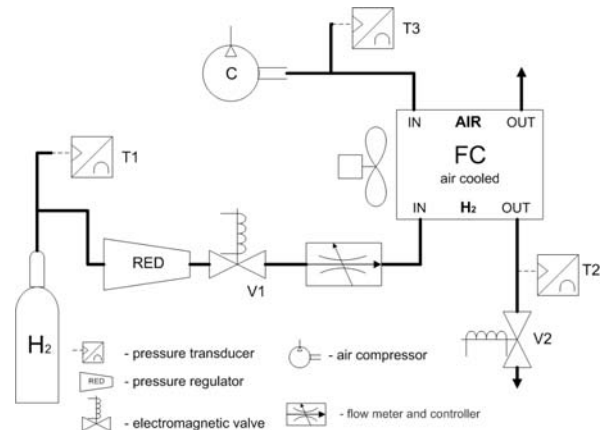 T3
C
T1
IN AIR OUT
FC
air cooled
IN H₂ OUT
RED
V1
T2
V2
H₂
- pressure transducer
- air compressor
RED - pressure regulator
- electromagnetic valve
- flow meter and controller